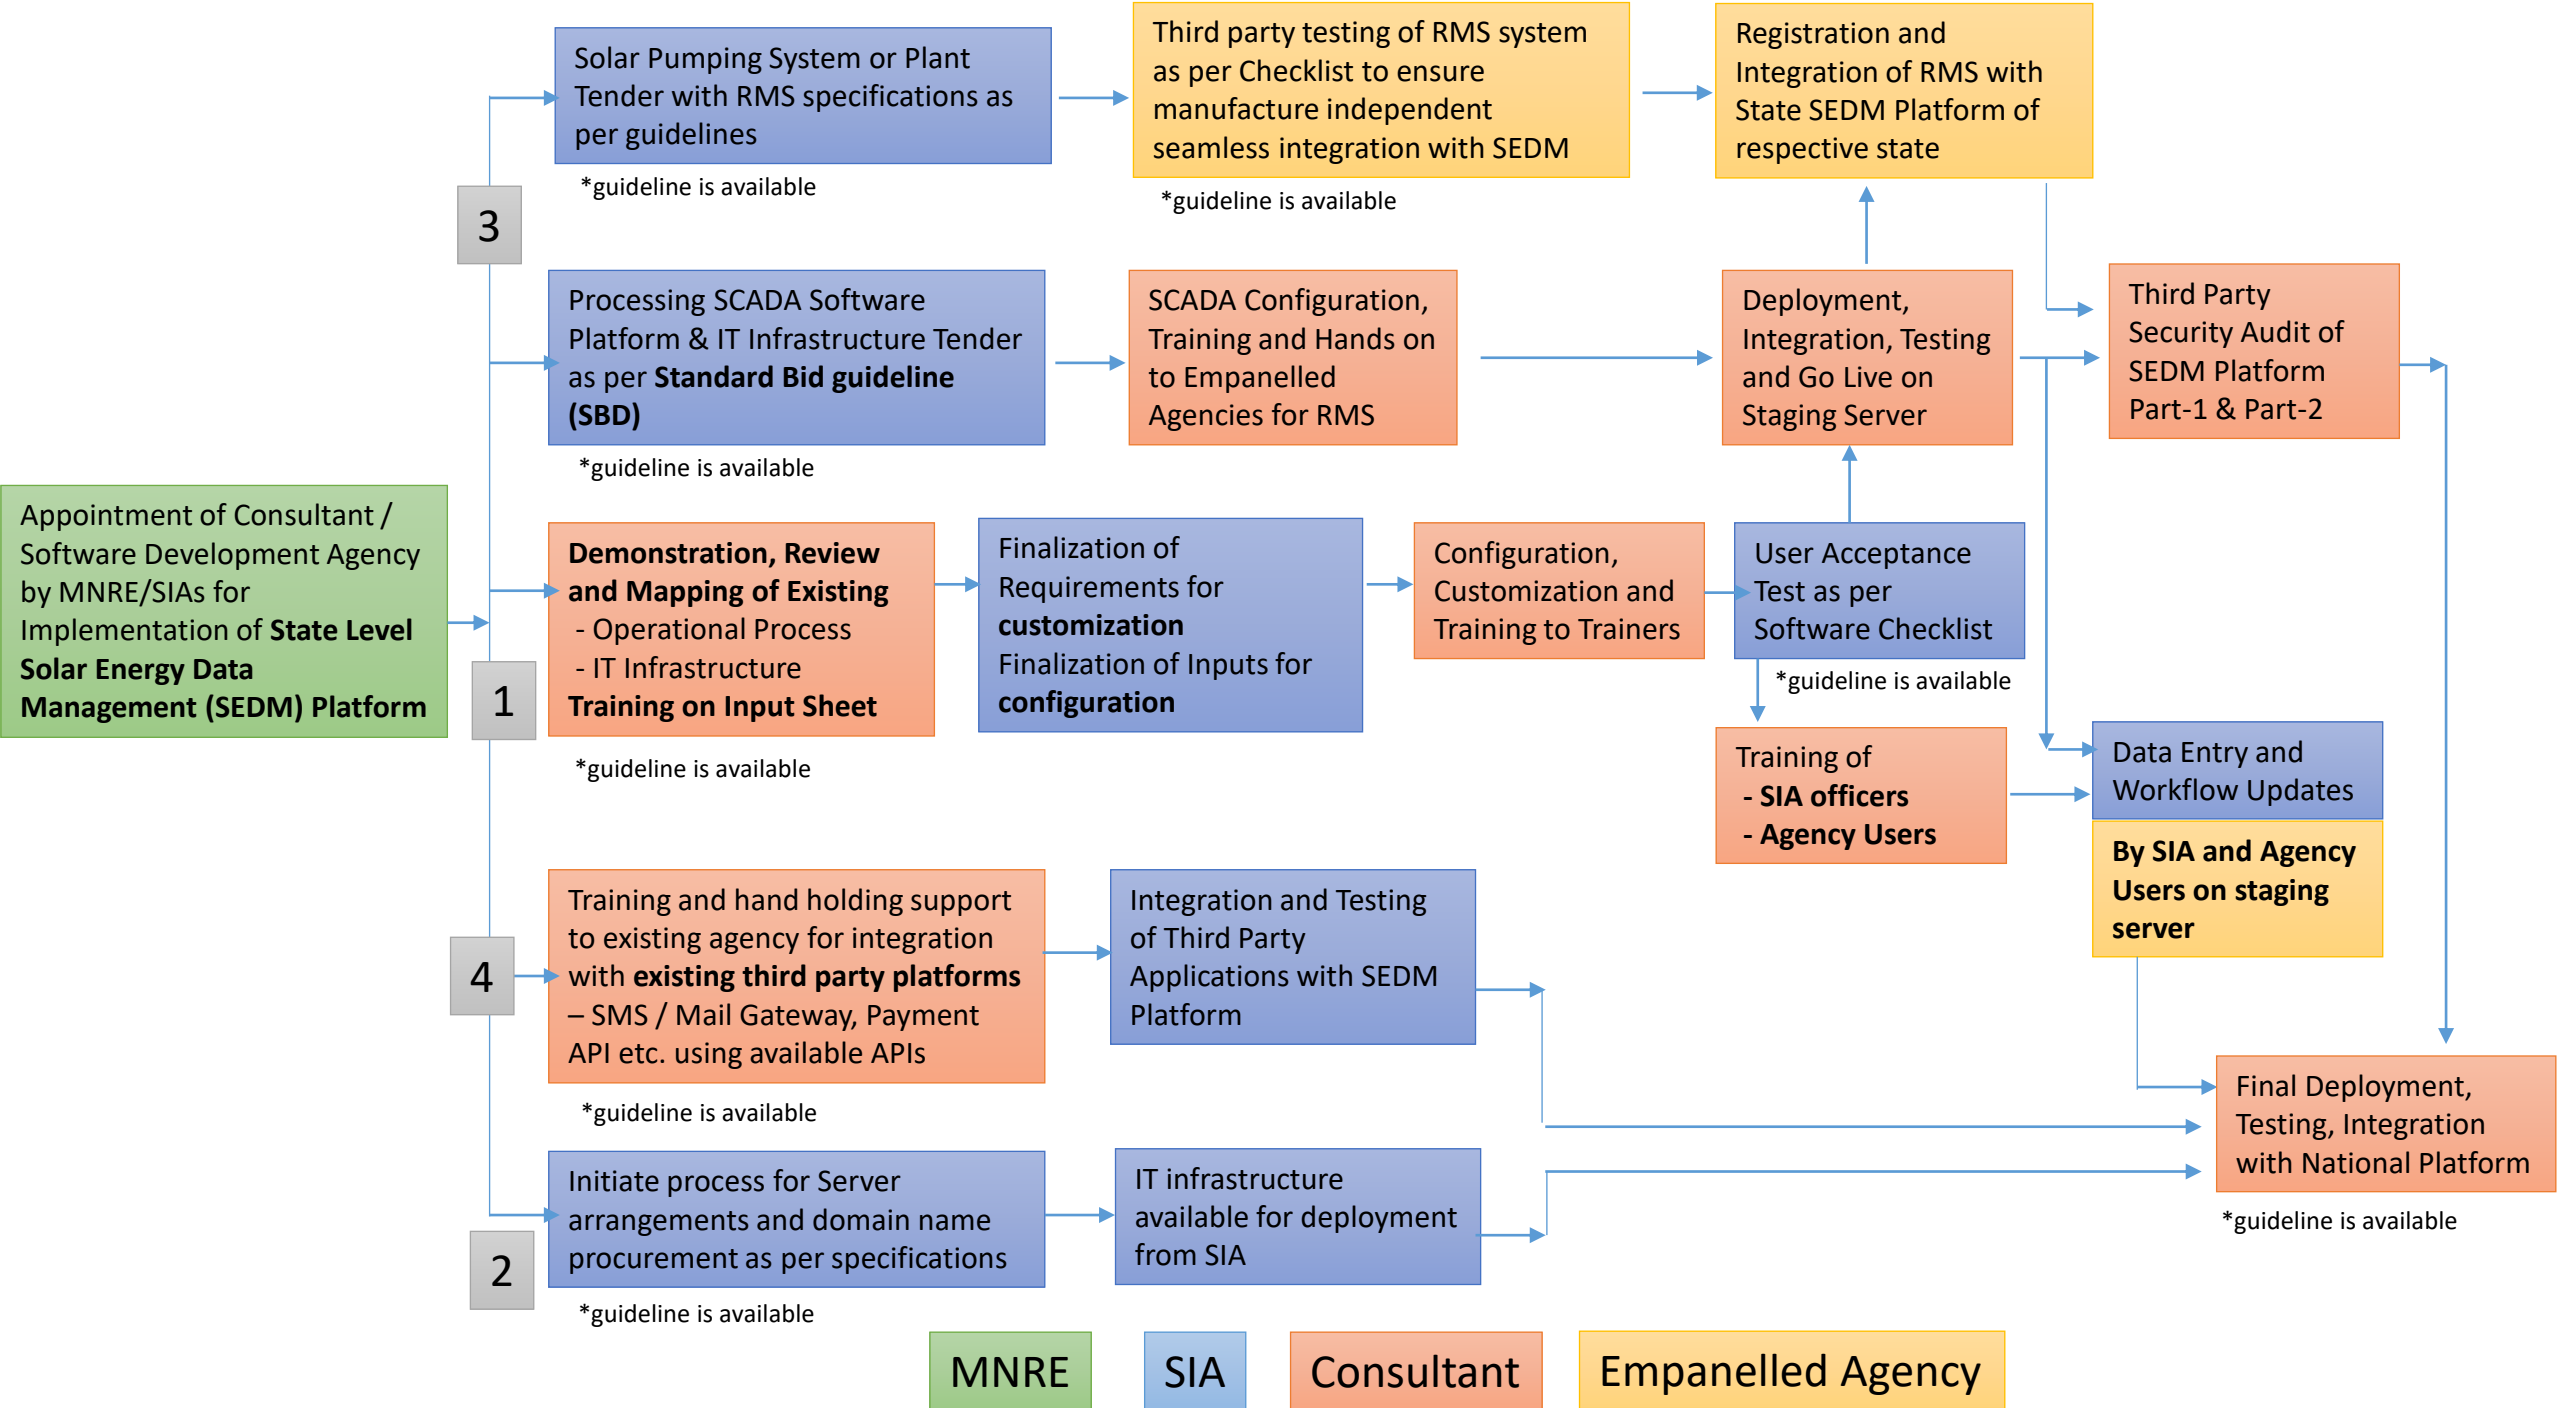 Solar Pumping System or Plant
Tender with RMS specifications as
per guidelines
*guideline is available
Third party testing of RMS system
as per Checklist to ensure
manufacture independent
seamless integration with SEDM
*guideline is available
Registration and
Integration of RMS with
State SEDM Platform of
respective state
3
Processing SCADA Software
Platform & IT Infrastructure Tender
as per Standard Bid guideline
(SBD)
*guideline is available
SCADA Configuration,
Training and Hands on
to Empanelled
Agencies for RMS
Deployment,
Integration, Testing
and Go Live on
Staging Server
Third Party
Security Audit of
SEDM Platform
Part-1 & Part-2
Appointment of Consultant /
Software Development Agency
by MNRE/SIAs for
Implementation of State Level
Solar Energy Data
Management (SEDM) Platform
1
Demonstration, Review
and Mapping of Existing
- Operational Process
- IT Infrastructure
Training on Input Sheet
*guideline is available
Finalization of
Requirements for
customization
Finalization of Inputs for
configuration
Configuration,
Customization and
Training to Trainers
User Acceptance
Test as per
Software Checklist
*guideline is available
Training of
- SIA officers
- Agency Users
Data Entry and
Workflow Updates
By SIA and Agency
Users on staging
server
4
Training and hand holding support
to existing agency for integration
with existing third party platforms
– SMS / Mail Gateway, Payment
API etc. using available APIs
*guideline is available
Integration and Testing
of Third Party
Applications with SEDM
Platform
Final Deployment,
Testing, Integration
with National Platform
*guideline is available
2
Initiate process for Server
arrangements and domain name
procurement as per specifications
*guideline is available
IT infrastructure
available for deployment
from SIA
MNRE
SIA
Consultant
Empanelled Agency